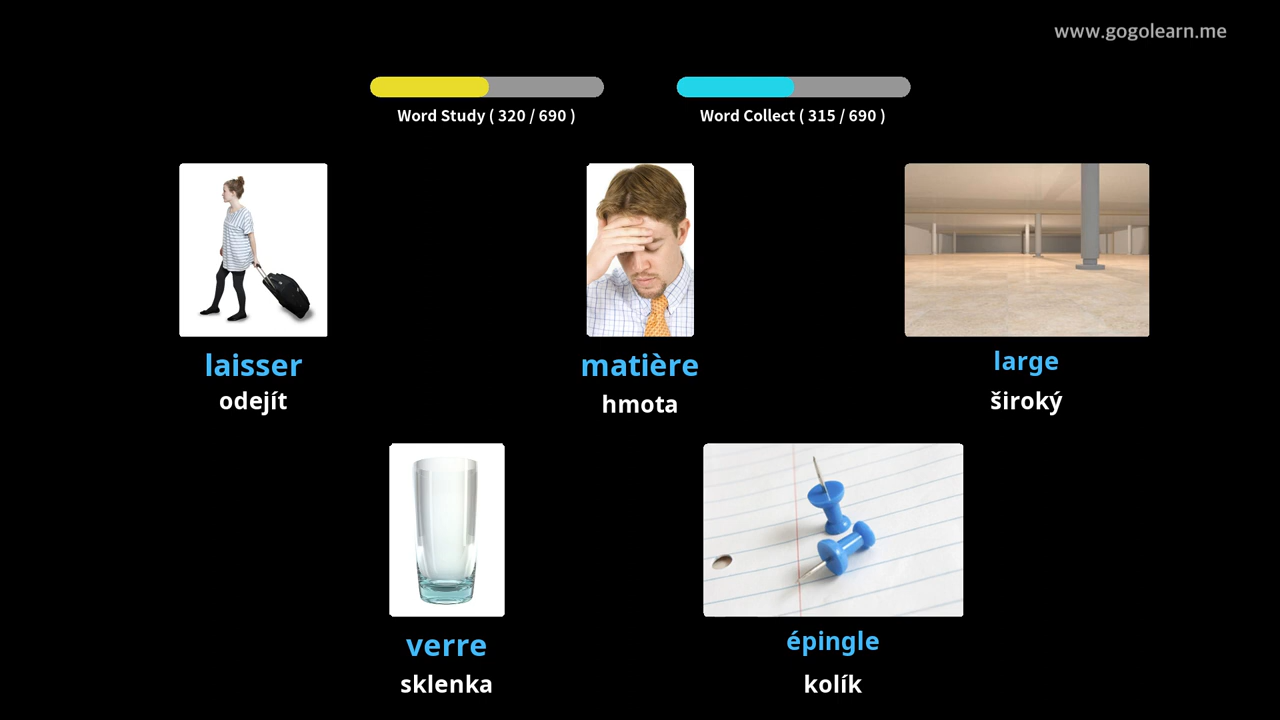 www.gogolearn.me
Word Study ( 320 / 690 )
Word Collect ( 315 / 690 )
laisser
odejít
matière
hmota
large
široký
verre
sklenka
épingle
kolík